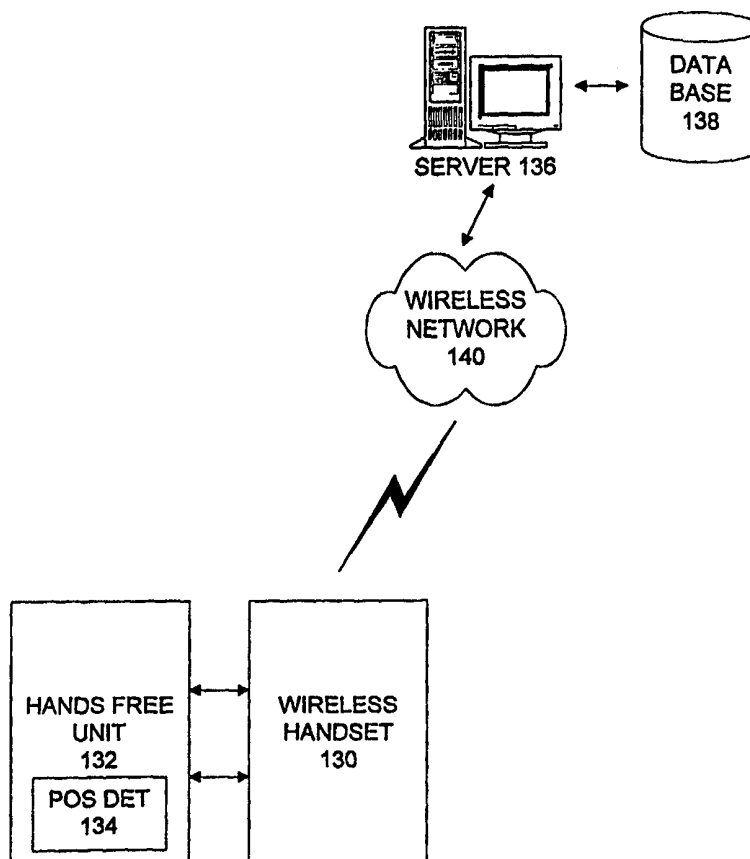 DATA
BASE
138
SERVER 136
WIRELESS
NETWORK
140
HANDS FREE
UNIT
132
POS DET
134
WIRELESS
HANDSET
130